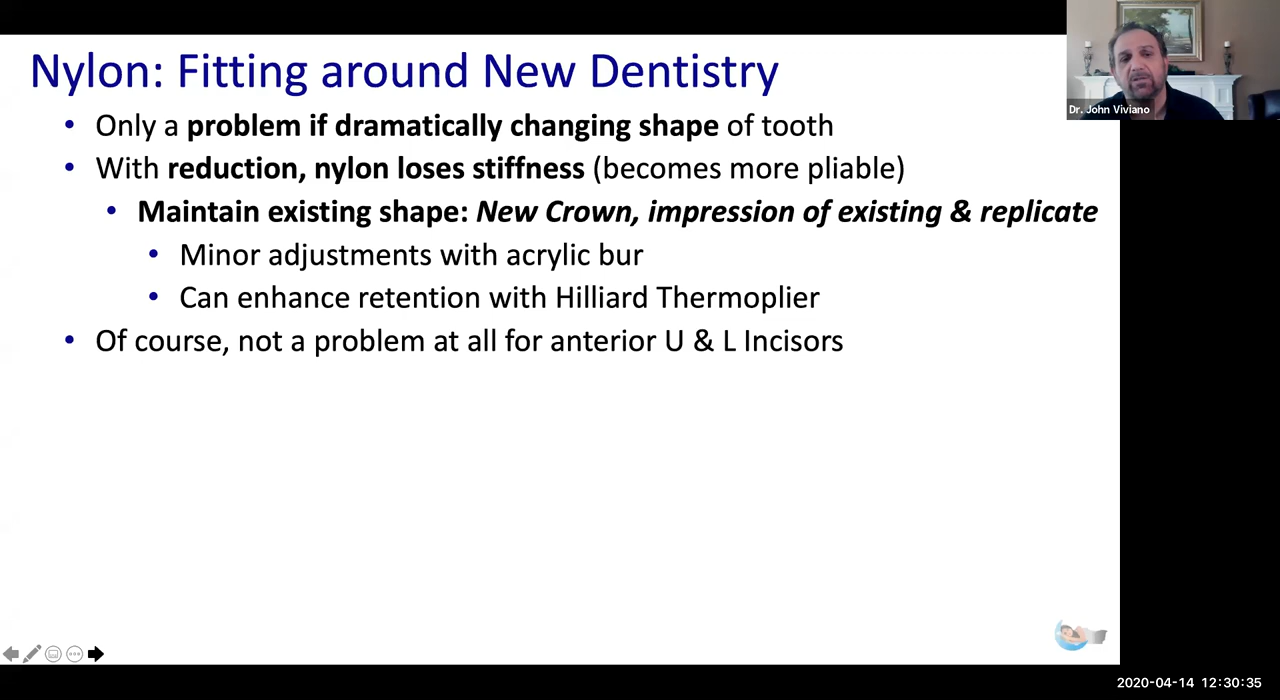 Nylon: Fitting around New Dentistry
Dr. John Viviano
• Only a problem if dramatically changing shape of tooth
• With reduction, nylon loses stiffness (becomes more pliable)
• Maintain existing shape: New Crown, impression of existing & replicate
• Minor adjustments with acrylic bur
• Can enhance retention with Hilliard Thermoplier
• Of course, not a problem at all for anterior U & L Incisors
2020-04-14 12:30:35